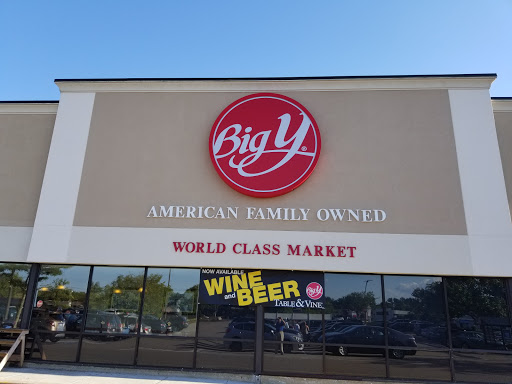 Big Y®
AMERICAN FAMILY OWNED
WORLD CLASS MARKET
NOW AVAILABLE
WINE
and BEER
Big Y
TABLE & VINE